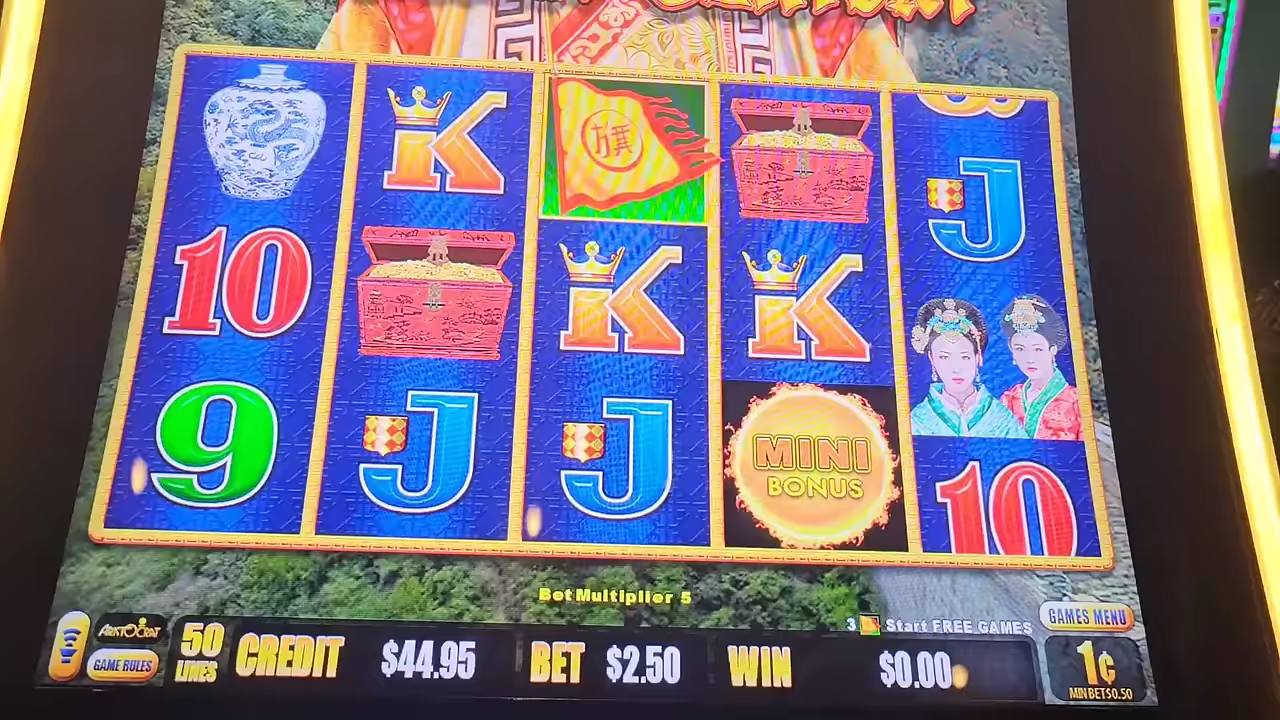 K
旗
J
10
K
K
9
J
J
MINI
BONUS
10
Bet Multiplier 5
3 Start FREE GAMES
GAMES MENU
ARISTOCRAT
GAME RULES
50
LINES
CREDIT $44.95 BET $2.50 WIN $0.00
1¢
MIN BET $0.50